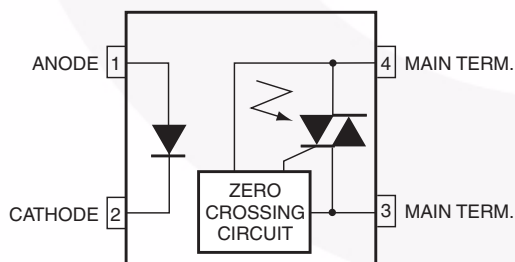 ANODE 1
4 MAIN TERM.
CATHODE 2
ZERO
CROSSING
CIRCUIT
3 MAIN TERM.